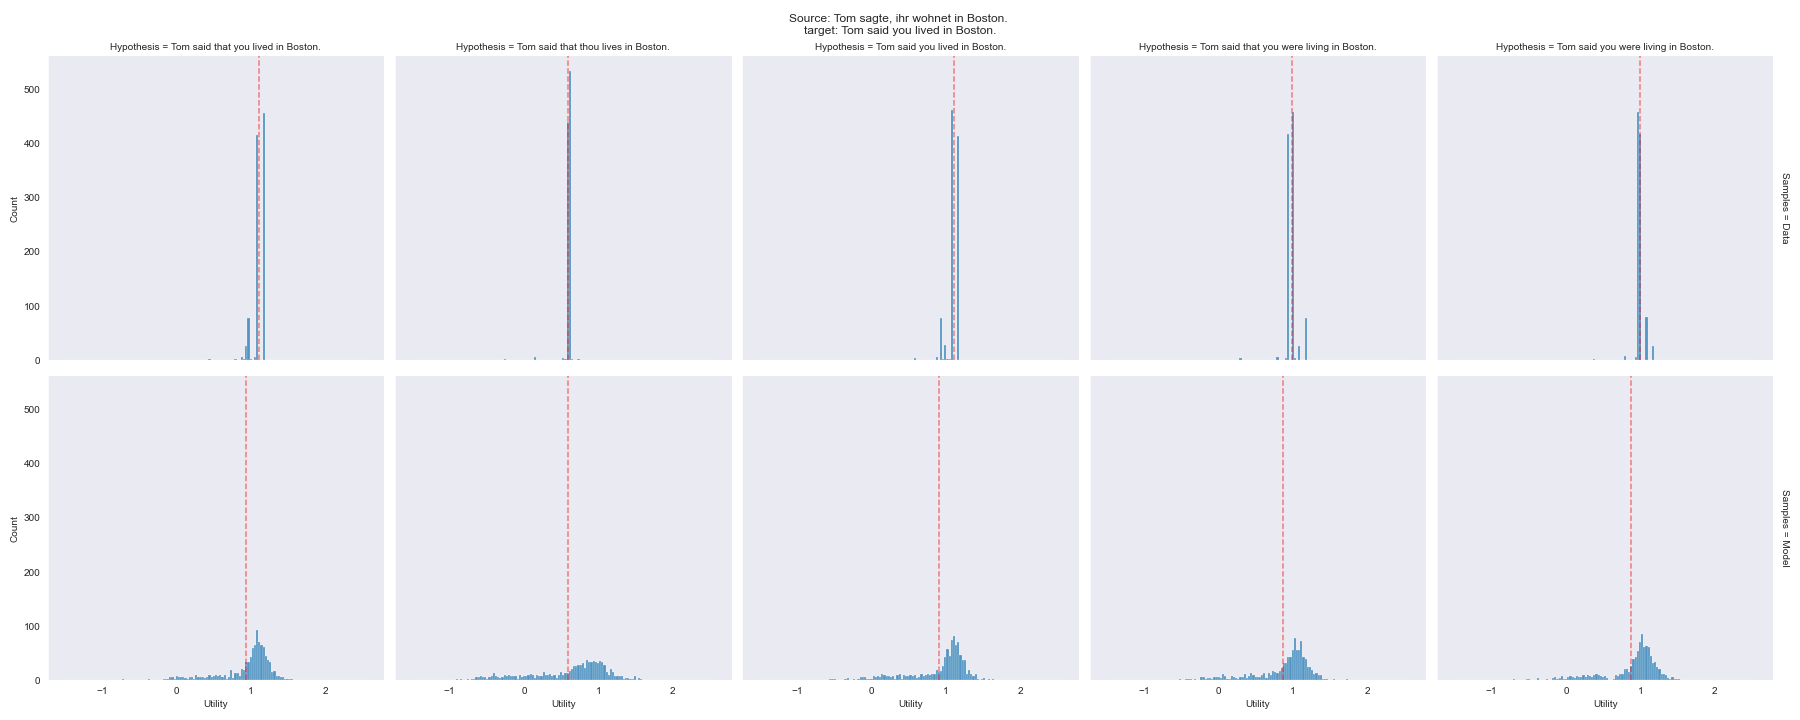 Source: Tom sagte, ihr wohnet in Boston.
target: Tom said you lived in Boston.
Hypothesis = Tom said that you lived in Boston.
Hypothesis = Tom said that thou lives in Boston.
Hypothesis = Tom said you lived in Boston.
Hypothesis = Tom said that you were living in Boston.
Hypothesis = Tom said you were living in Boston.
500
400
300
200
100
0
Count
Samples = Data
500
400
300
200
100
0
Count
Samples = Model
−1 0 1 2
−1 0 1 2
−1 0 1 2
−1 0 1 2
−1 0 1 2
Utility
Utility
Utility
Utility
Utility